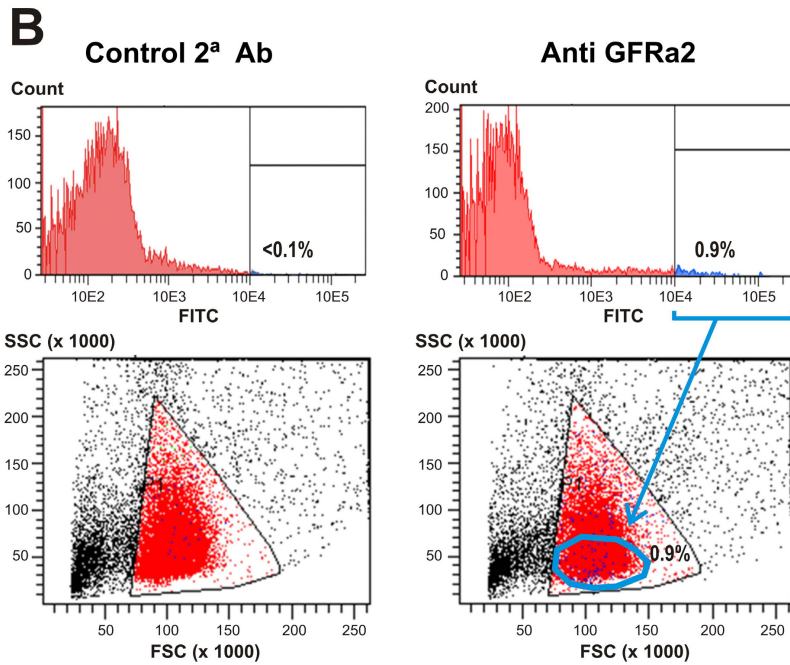 B
Control 2ª Ab
Anti GFRa2
Count
150
100
50
0
<0.1%
10E2 10E3 10E4 10E5
FITC
Count
200
150
100
50
0
0.9%
10E2 10E3 10E4 10E5
FITC
SSC (x 1000)
250
200
150
100
50
50 100 150 200 250
FSC (x 1000)
SSC (x 1000)
250
200
150
100
50
0.9%
50 100 150 200 250
FSC (x 1000)